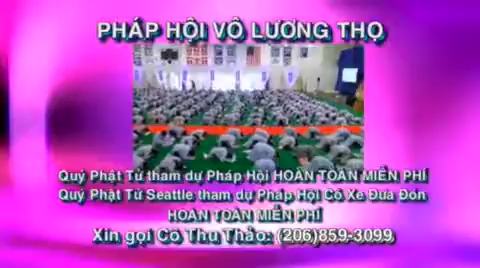 PHÁP HỘI VÔ LƯƠNG THỌ
Quý Phật Tử tham dự Pháp Hội HOÀN TOÀN MIỄN PHÍ
Quý Phật Tử Seattle tham dự Pháp Hội Có Xe Đưa Đón
HOÀN TOÀN MIỄN PHÍ
Xin gọi Cô Thu Thảo: (206)859-3099